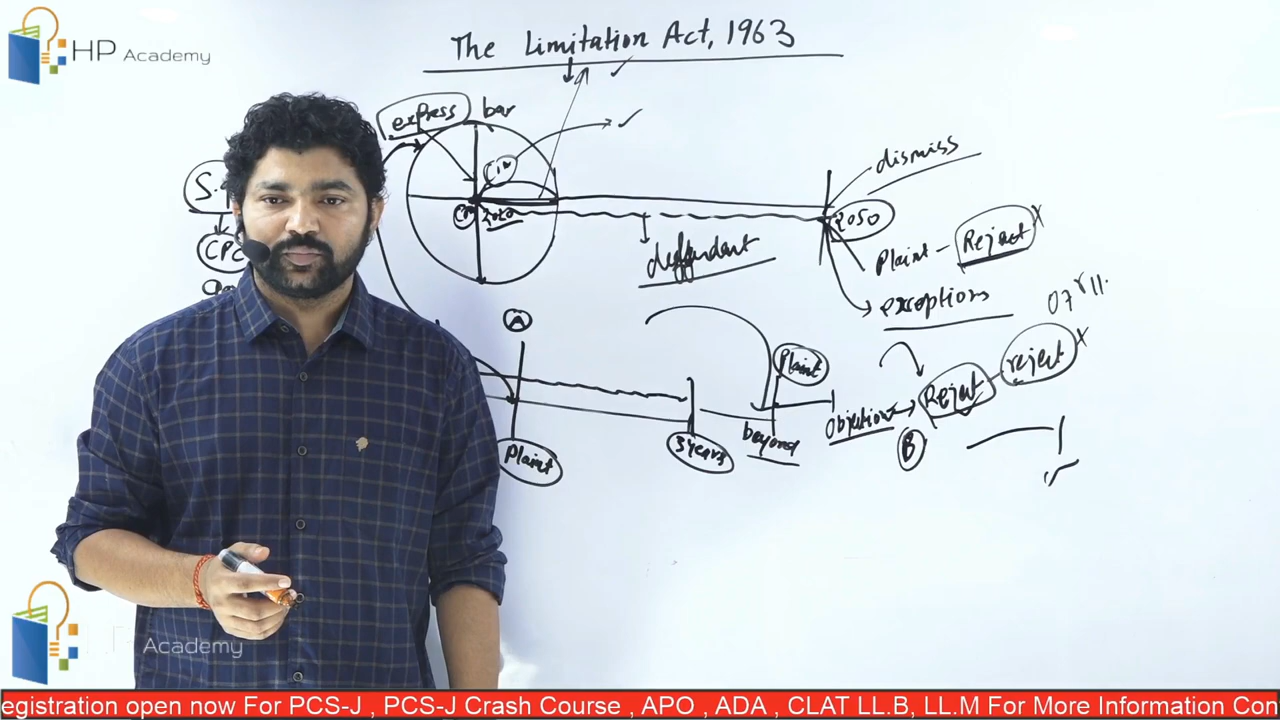 HP Academy
The Limitation Act, 1963
express bar
dismiss
2050
Plaint - Reject x
deffendant
exceptions
07 r 11.
A
Plaint
reject x
Reject
objection
B
beyond
3 years
Plaint
CPC
Academy
egistration open now For PCS-J , PCS-J Crash Course , APO , ADA , CLAT LL.B, LL.M For More Information Con